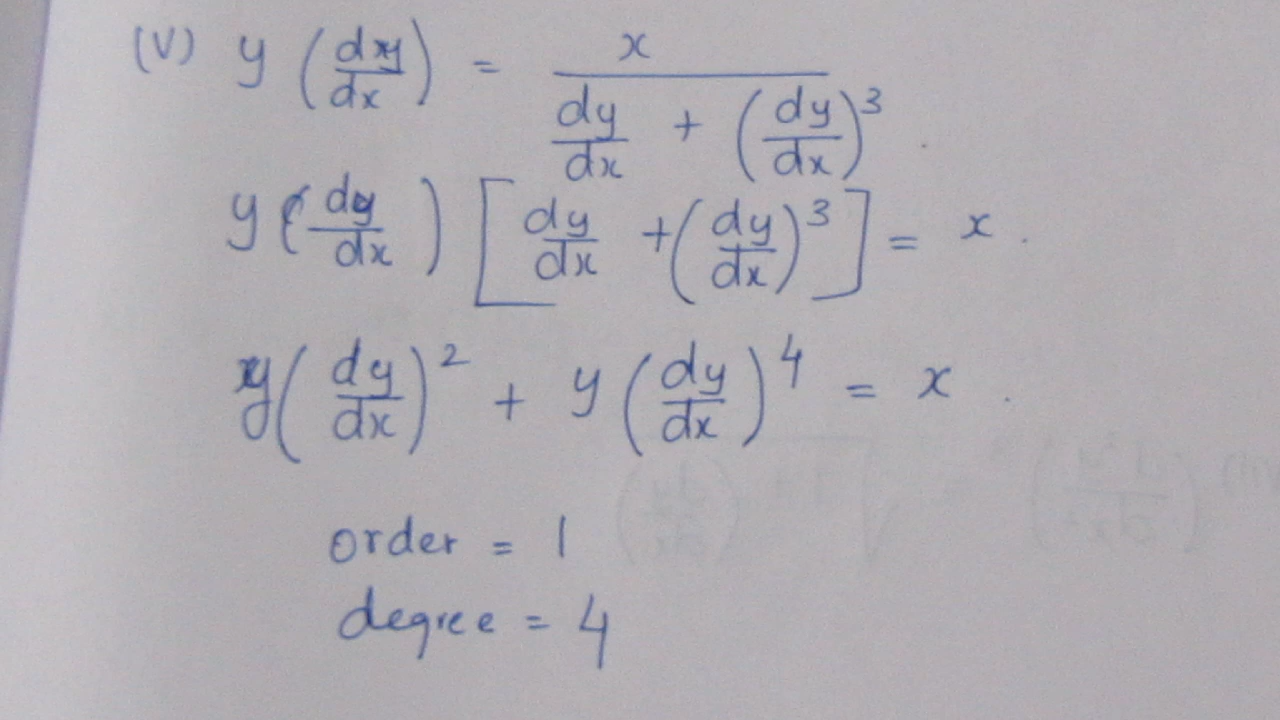 (V) y (dy/dx) = x / (dy/dx + (dy/dx)^3)
y (dy/dx) [dy/dx + (dy/dx)^3] = x.
y (dy/dx)^2 + y (dy/dx)^4 = x.
order = 1
degree = 4